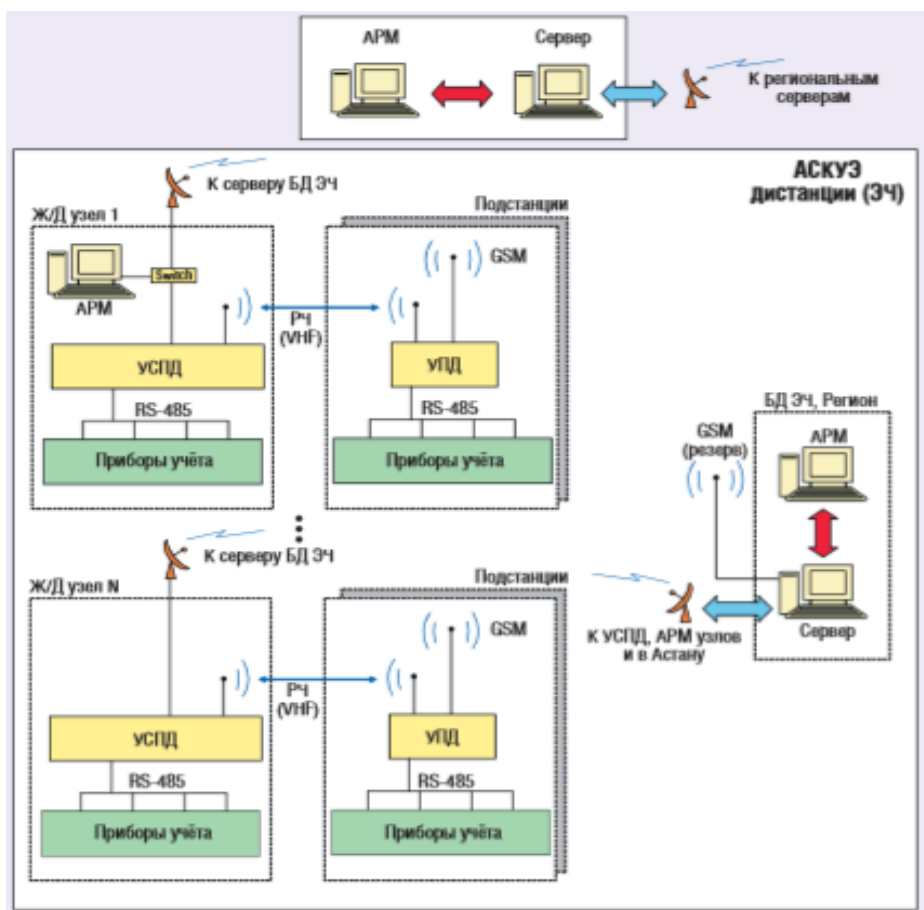 АРМ
Сервер
К региональным
серверам
АСКУЭ
дистанции (ЭЧ)
К серверу БД ЭЧ
Ж/Д узел 1
Подстанции
Switch
АРМ
GSM
РЧ
(VHF)
УСПД
УПД
RS-485
RS-485
Приборы учёта
Приборы учёта
БД ЭЧ, Регион
GSM
(резерв)
АРМ
Сервер
К УСПД, АРМ узлов
и в Астану
К серверу БД ЭЧ
Ж/Д узел N
Подстанции
GSM
РЧ
(VHF)
УСПД
УПД
RS-485
RS-485
Приборы учёта
Приборы учёта